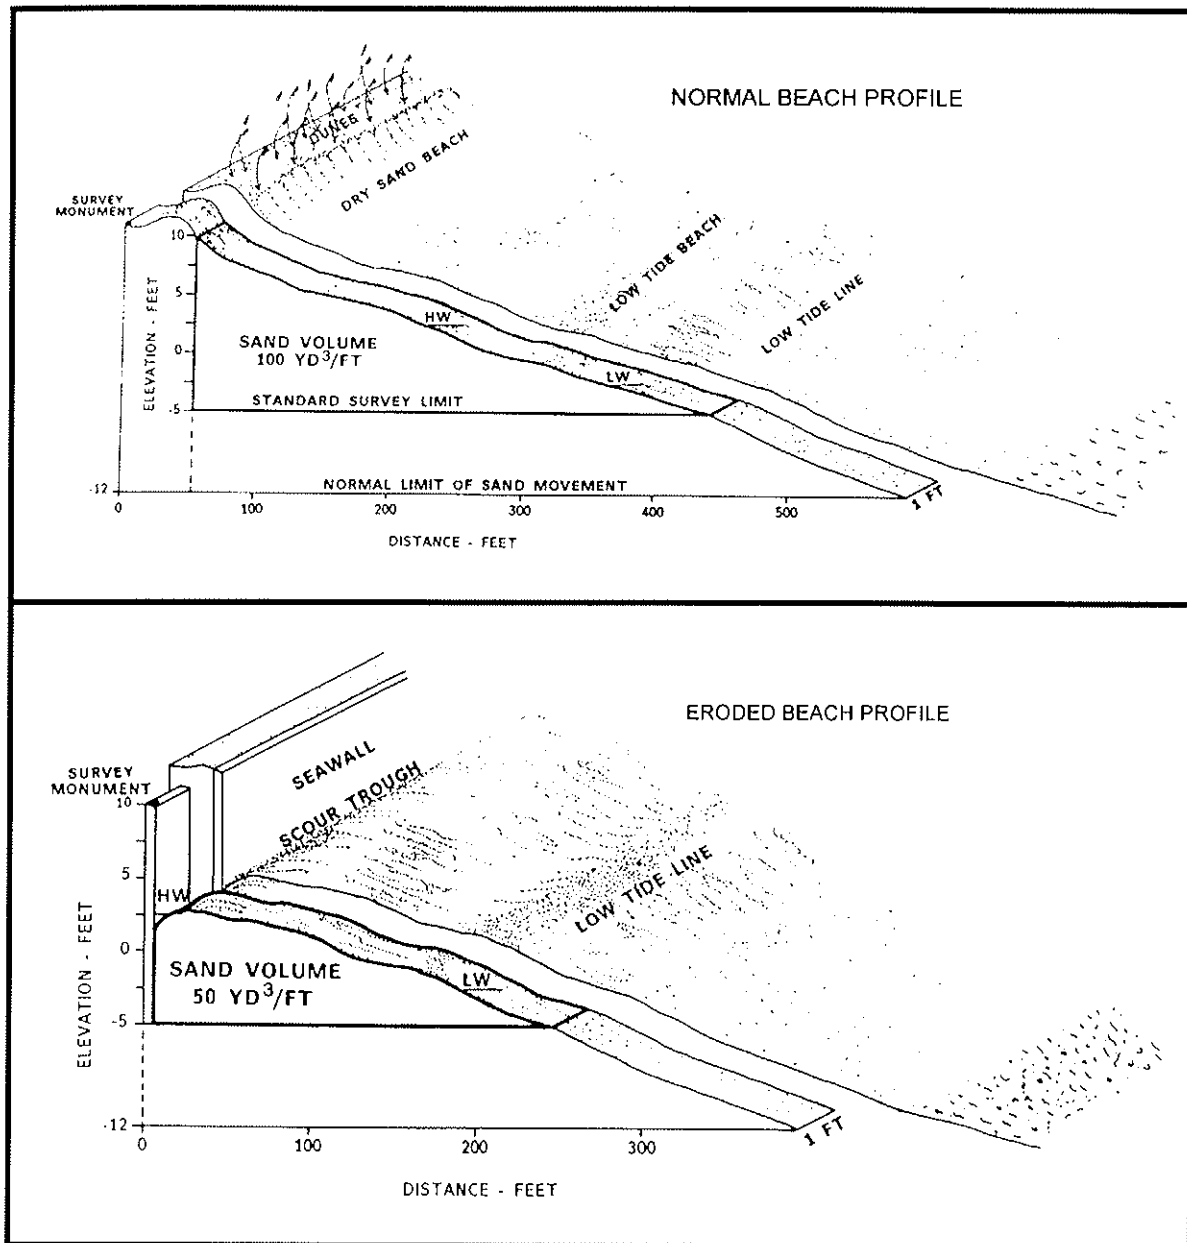 NORMAL BEACH PROFILE
DUNES
DRY SAND BEACH
SURVEY
MONUMENT
LOW TIDE BEACH
LOW TIDE LINE
10
5
0
-5
-12
ELEVATION - FEET
HW
SAND VOLUME
100 YD³/FT
LW
STANDARD SURVEY LIMIT
NORMAL LIMIT OF SAND MOVEMENT
1 FT
0
100
200
300
400
500
DISTANCE - FEET
ERODED BEACH PROFILE
SEAWALL
SCOUR TROUGH
SURVEY
MONUMENT
LOW TIDE LINE
10
5
0
-5
-12
ELEVATION - FEET
HW
SAND VOLUME
50 YD³/FT
LW
1 FT
0
100
200
300
DISTANCE - FEET